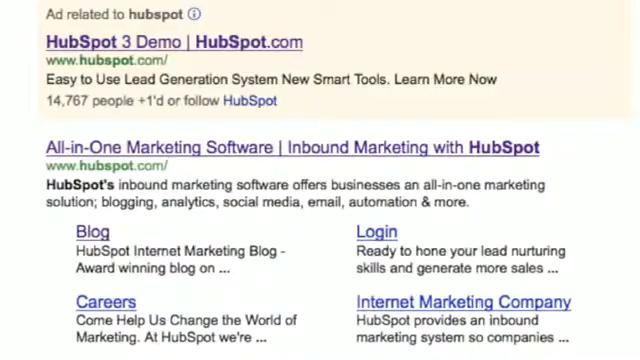 Ad related to hubspot
HubSpot 3 Demo | HubSpot.com
www.hubspot.com/
Easy to Use Lead Generation System New Smart Tools. Learn More Now
14,767 people +1'd or follow HubSpot
All-in-One Marketing Software | Inbound Marketing with HubSpot
www.hubspot.com/
HubSpot's inbound marketing software offers businesses an all-in-one marketing
solution; blogging, analytics, social media, email, automation & more.
Blog
HubSpot Internet Marketing Blog -
Award winning blog on ...
Login
Ready to hone your lead nurturing
skills and generate more sales ...
Careers
Come Help Us Change the World of
Marketing. At HubSpot we're ...
Internet Marketing Company
HubSpot provides an inbound
marketing system so companies ...